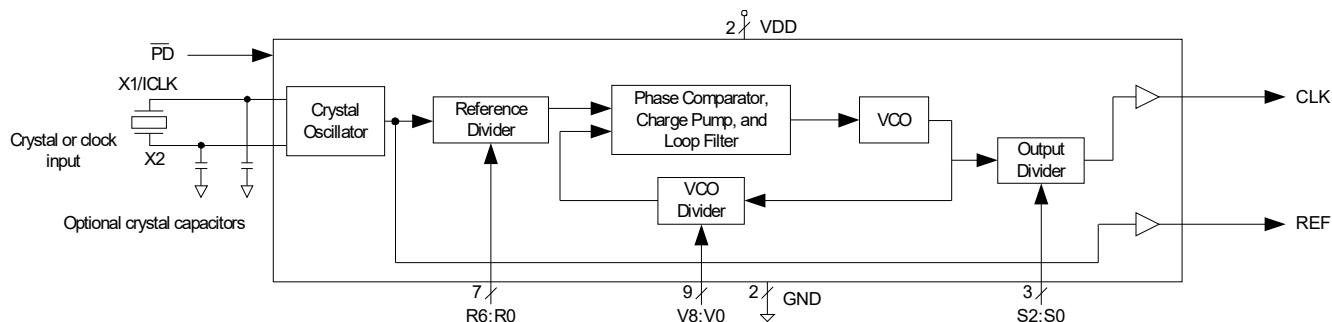 2 VDD
PD
X1/ICLK
Crystal or clock
input
X2
Optional crystal capacitors
Crystal
Oscillator
Reference
Divider
Phase Comparator,
Charge Pump, and
Loop Filter
VCO
VCO
Divider
Output
Divider
CLK
REF
7
R6:R0
9
V8:V0
2
GND
3
S2:S0